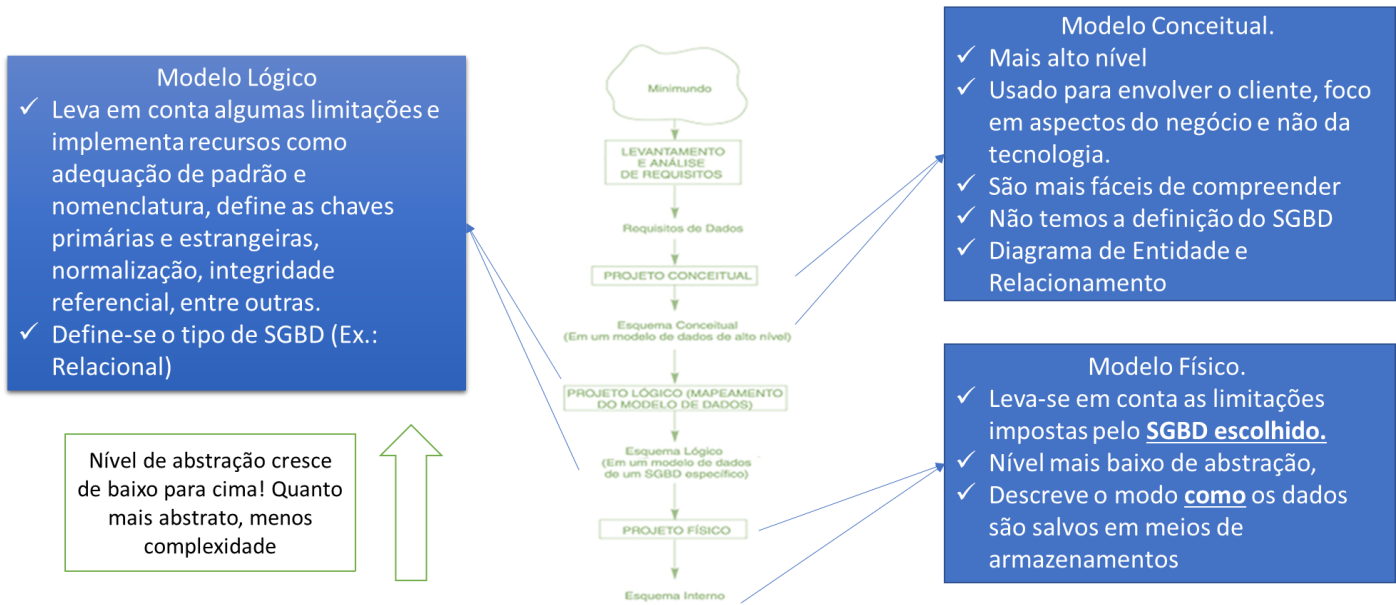 Modelo Lógico
✓ Leva em conta algumas limitações e
implementa recursos como
adequação de padrão e
nomenclatura, define as chaves
primárias e estrangeiras,
normalização, integridade
referencial, entre outras.
✓ Define-se o tipo de SGBD (Ex.:
Relacional)
Nível de abstração cresce
de baixo para cima! Quanto
mais abstrato, menos
complexidade
Minimundo
LEVANTAMENTO
E ANÁLISE
DE REQUISITOS
Requisitos de Dados
PROJETO CONCEITUAL
Esquema Conceitual
(Em um modelo de dados de alto nível)
PROJETO LÓGICO (MAPEAMENTO
DO MODELO DE DADOS)
Esquema Lógico
(Em um modelo de dados
de um SGBD específico)
PROJETO FÍSICO
Esquema Interno
Modelo Conceitual.
✓ Mais alto nível
✓ Usado para envolver o cliente, foco
em aspectos do negócio e não da
tecnologia.
✓ São mais fáceis de compreender
✓ Não temos a definição do SGBD
✓ Diagrama de Entidade e
Relacionamento
Modelo Físico.
✓ Leva-se em conta as limitações
impostas pelo SGBD escolhido.
✓ Nível mais baixo de abstração,
✓ Descreve o modo como os dados
são salvos em meios de
armazenamentos